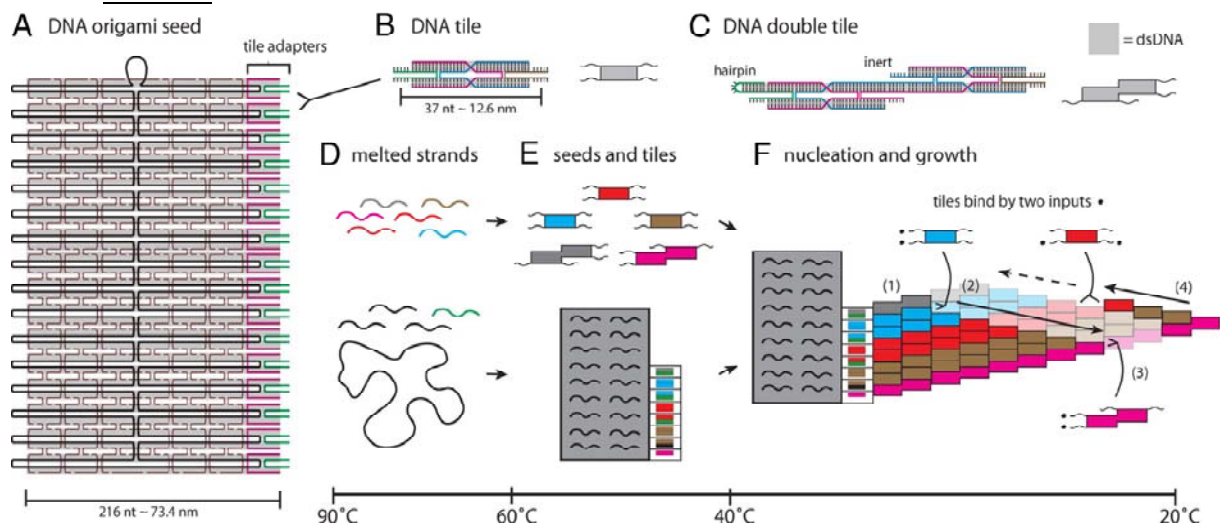 A DNA origami seed
tile adapters
216 nt ~ 73.4 nm
B DNA tile
37 nt ~ 12.6 nm
C DNA double tile
= dsDNA
hairpin
inert
D melted strands
E seeds and tiles
F nucleation and growth
tiles bind by two inputs •
(1)
(2)
(4)
(3)
90°C
60°C
40°C
20°C